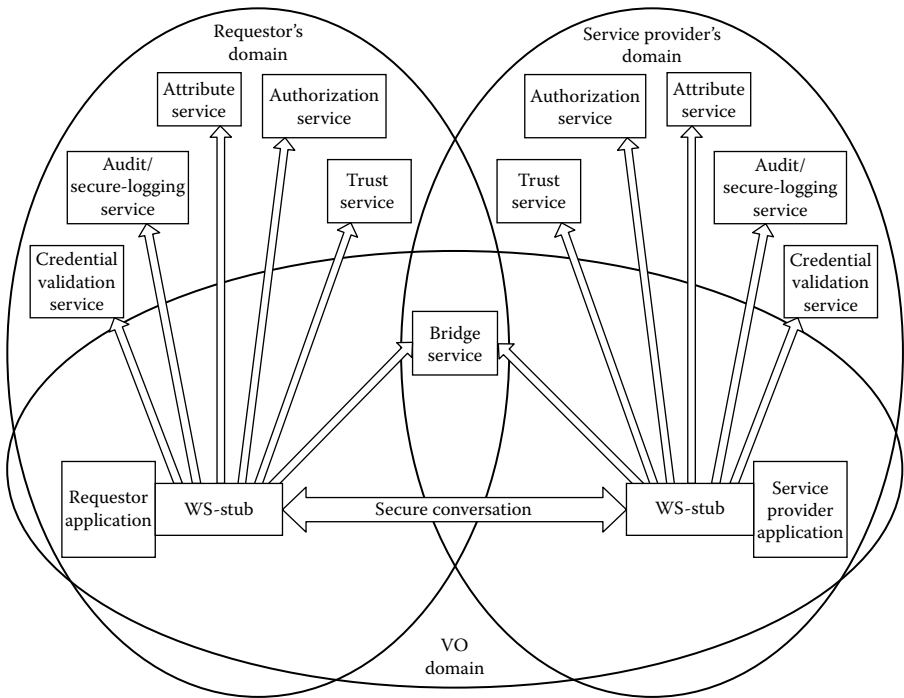 Requestor's
domain
Service provider's
domain
Attribute
service
Authorization
service
Authorization
service
Attribute
service
Audit/
secure-logging
service
Trust
service
Trust
service
Audit/
secure-logging
service
Credential
validation
service
Credential
validation
service
Bridge
service
Requestor
application
WS-stub
Secure conversation
WS-stub
Service
provider
application
VO
domain